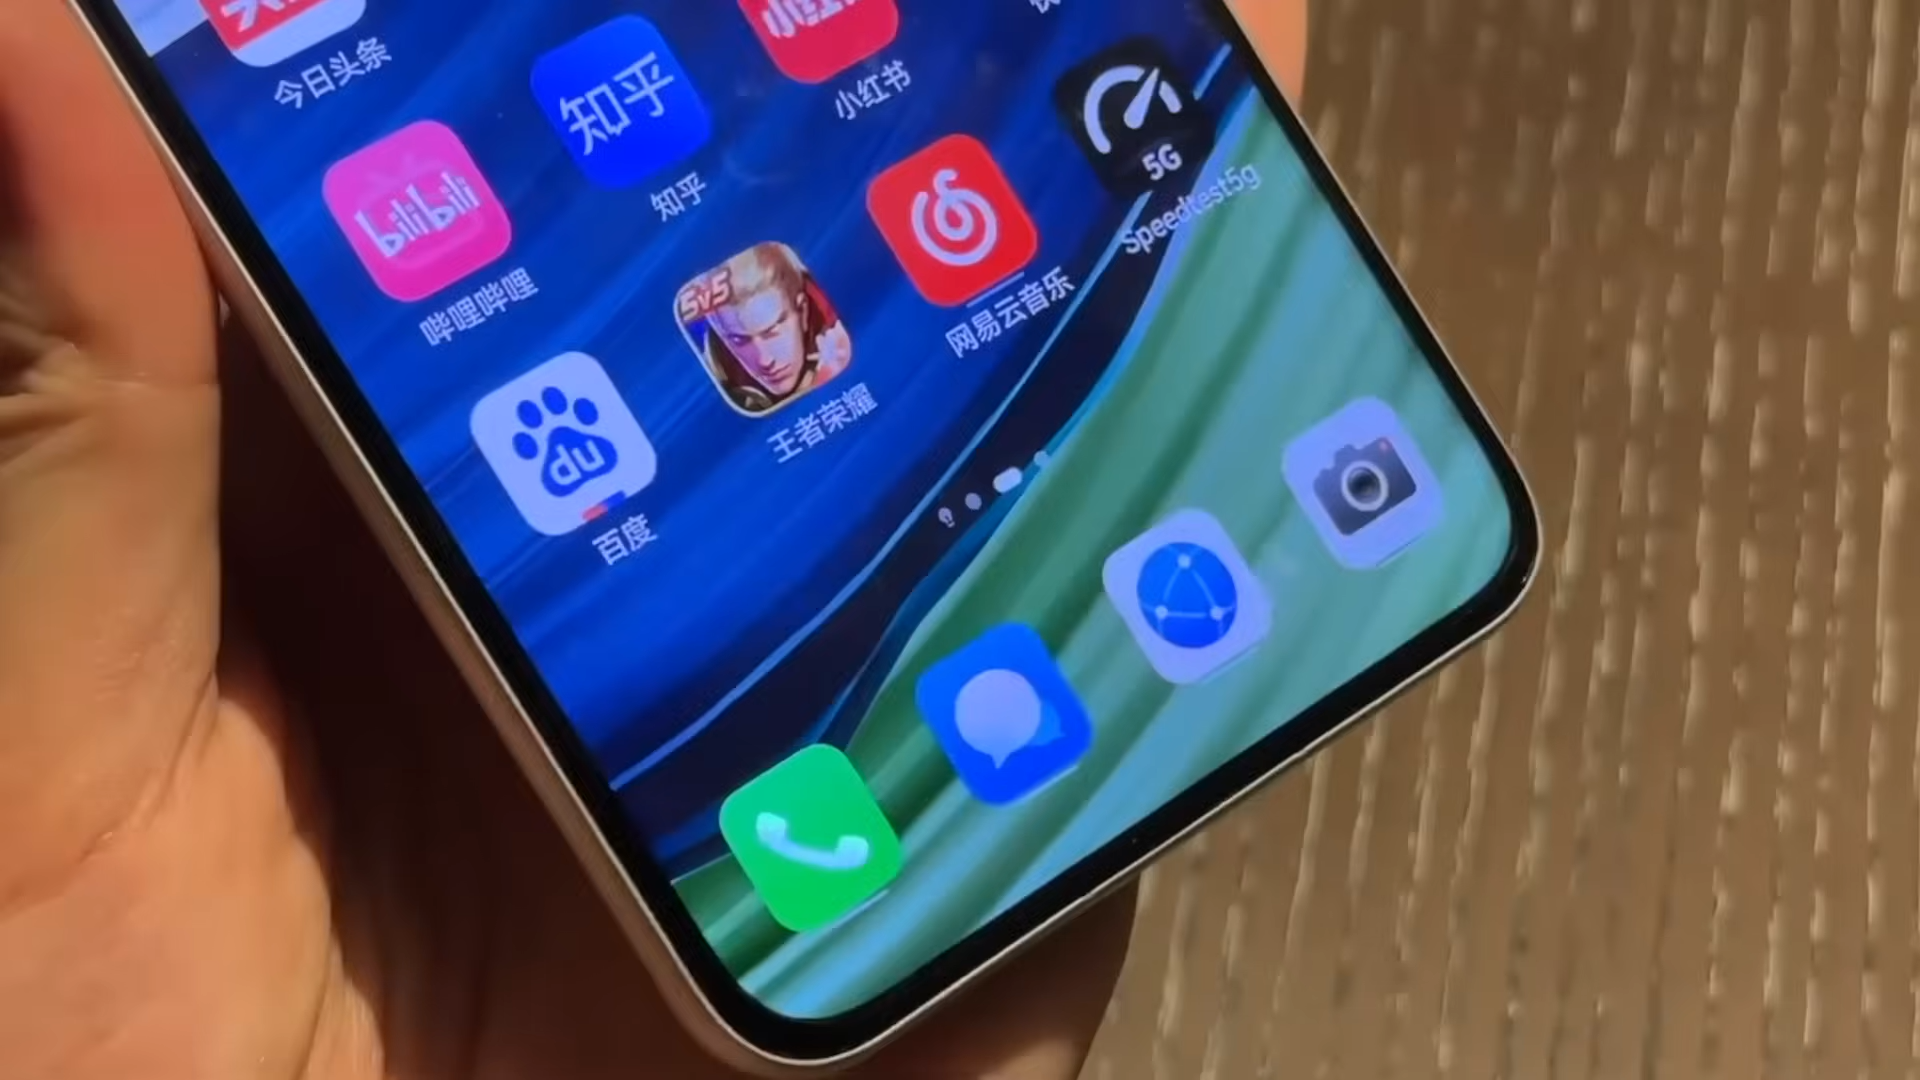 今日头条
知乎
知乎
小红书
bilibili
哔哩哔哩
5v5
王者荣耀
网易云音乐
5G
Speedtest5g
du
百度